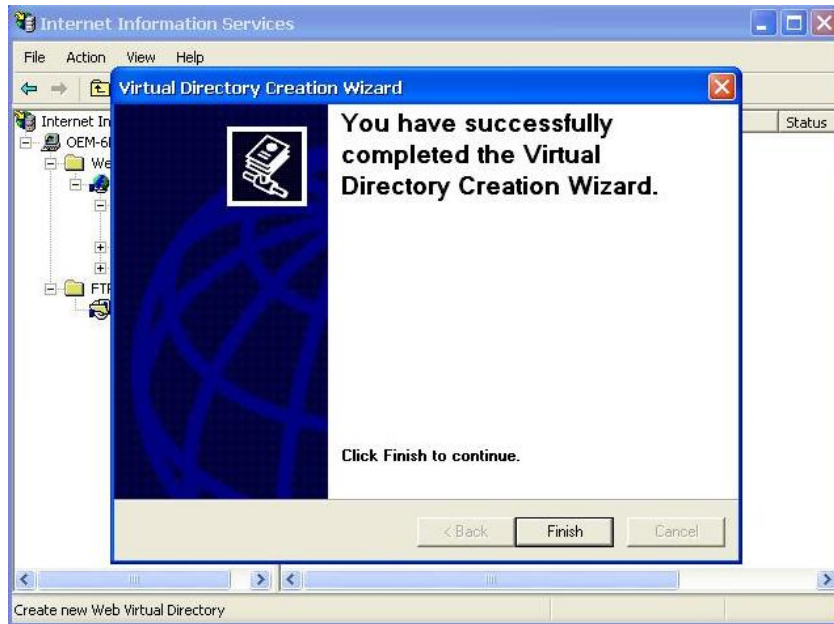 Internet Information Services
File Action View Help
Virtual Directory Creation Wizard
Internet In
OEM-6
We
FTP
Status
You have successfully
completed the Virtual
Directory Creation Wizard.
Click Finish to continue.
< Back Finish Cancel
Create new Web Virtual Directory